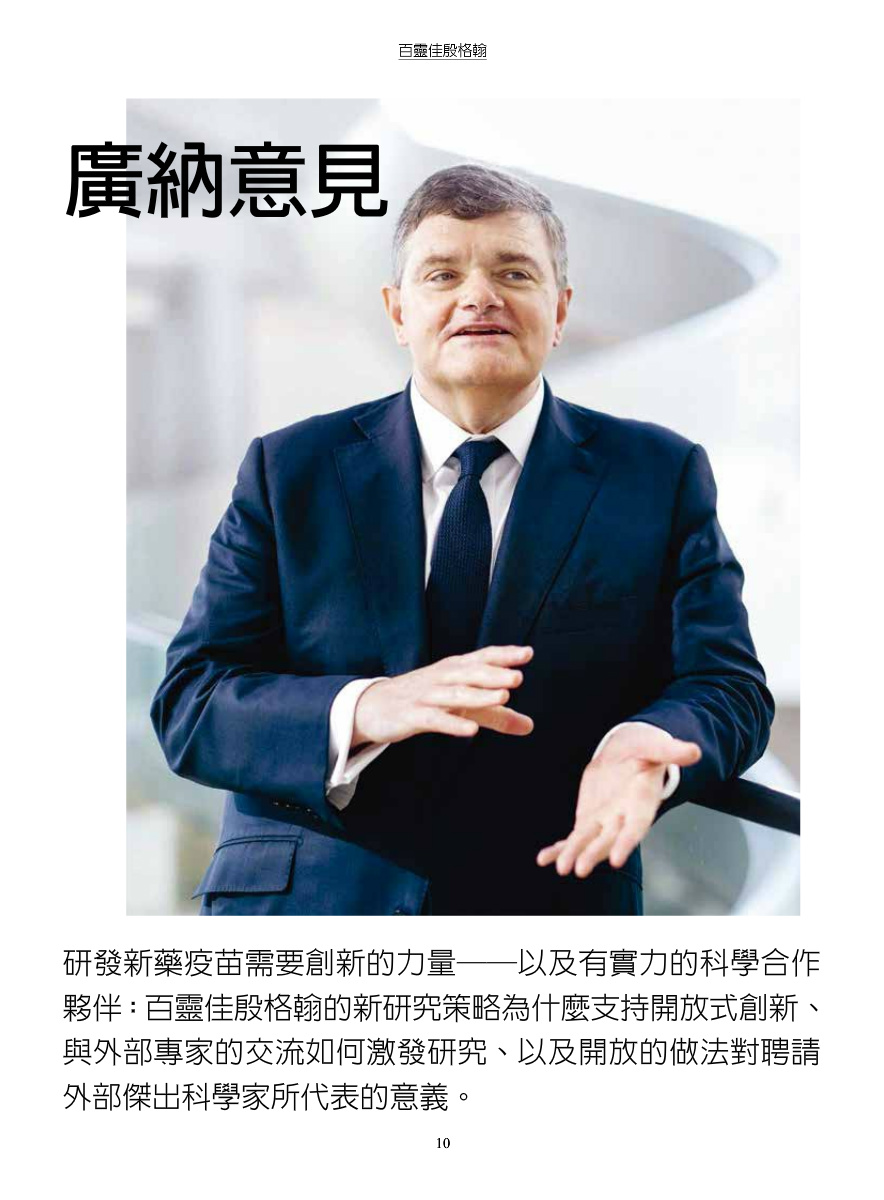 百靈佳殷格翰
廣納意見
研發新藥疫苗需要創新的力量——以及有實力的科學合作
夥伴：百靈佳殷格翰的新研究策略為什麼支持開放式創新、
與外部專家的交流如何激發研究、以及開放的做法對聘請
外部傑出科學家所代表的意義。
10